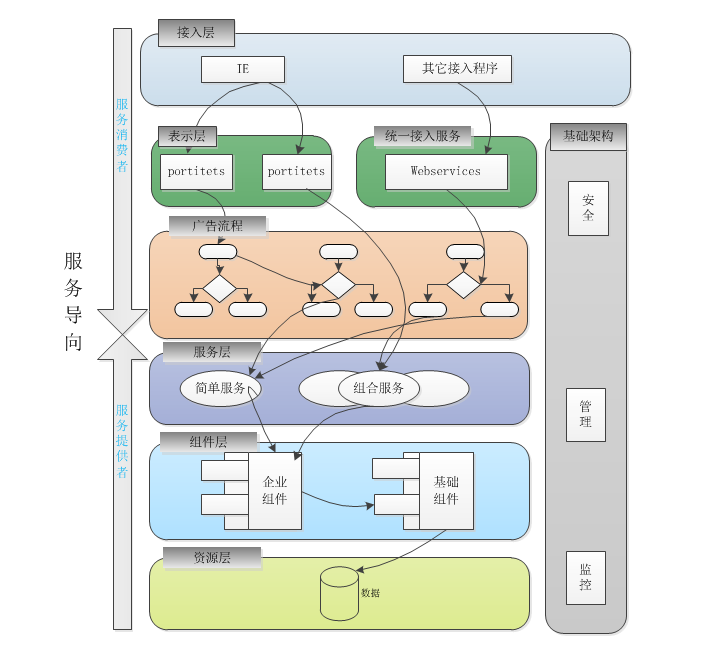 接入层
IE
其它接入程序
服务消费者
表示层
统一接入服务
基础架构
portitets
portitets
Webservices
安全
广告流程
服务导向
服务层
简单服务
组合服务
服务提供者
管理
组件层
企业
组件
基础
组件
资源层
数据
监控